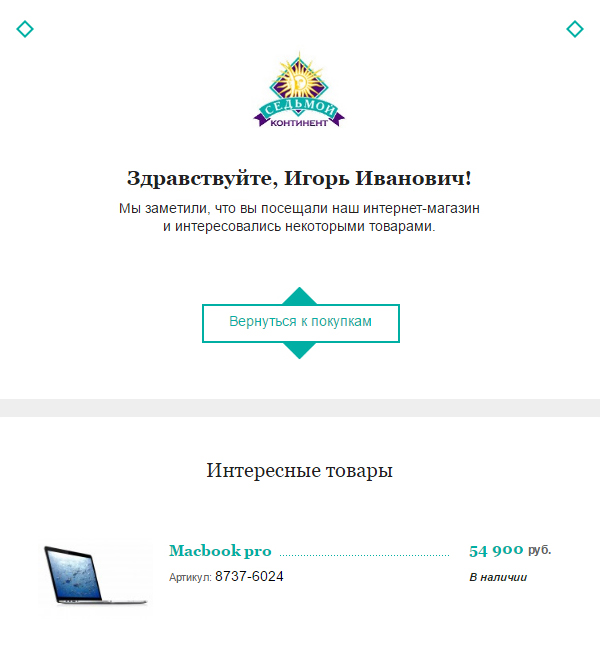 СЕДЬМОЙ
КОНТИНЕНТ
Здравствуйте, Игорь Иванович!
Мы заметили, что вы посещали наш интернет-магазин
и интересовались некоторыми товарами.
Вернуться к покупкам
Интересные товары
Macbook pro 54 900 руб.
Артикул: 8737-6024 В наличии